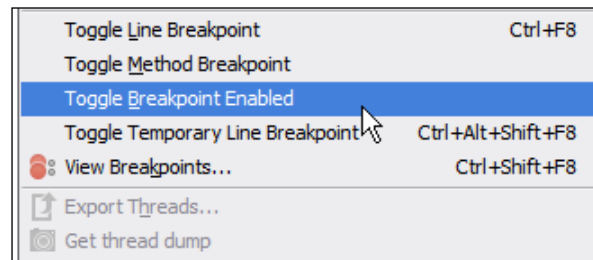 Toggle Line Breakpoint Ctrl+F8
Toggle Method Breakpoint
Toggle Breakpoint Enabled
Toggle Temporary Line Breakpoint Ctrl+Alt+Shift+F8
View Breakpoints... Ctrl+Shift+F8
Export Threads...
Get thread dump